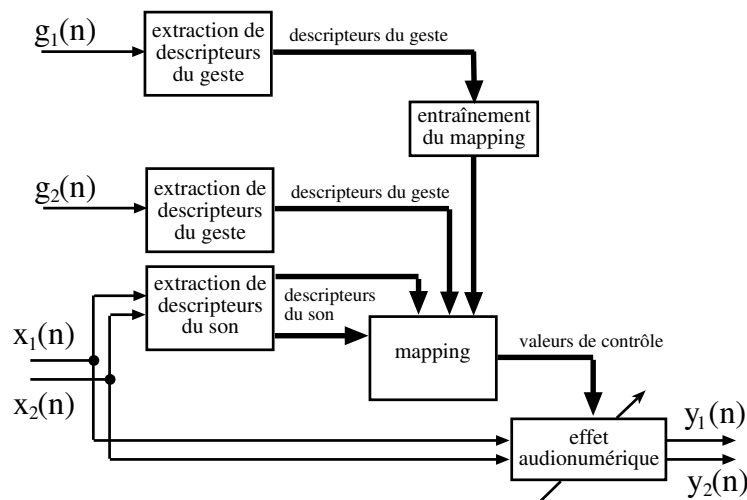 g₁(n)
extraction de
descripteurs
du geste
descripteurs du geste
entraînement
du mapping
g₂(n)
extraction de
descripteurs
du geste
descripteurs du geste
extraction de
descripteurs
du son
descripteurs
du son
x₁(n)
x₂(n)
mapping
valeurs de contrôle
effet
audionumérique
y₁(n)
y₂(n)